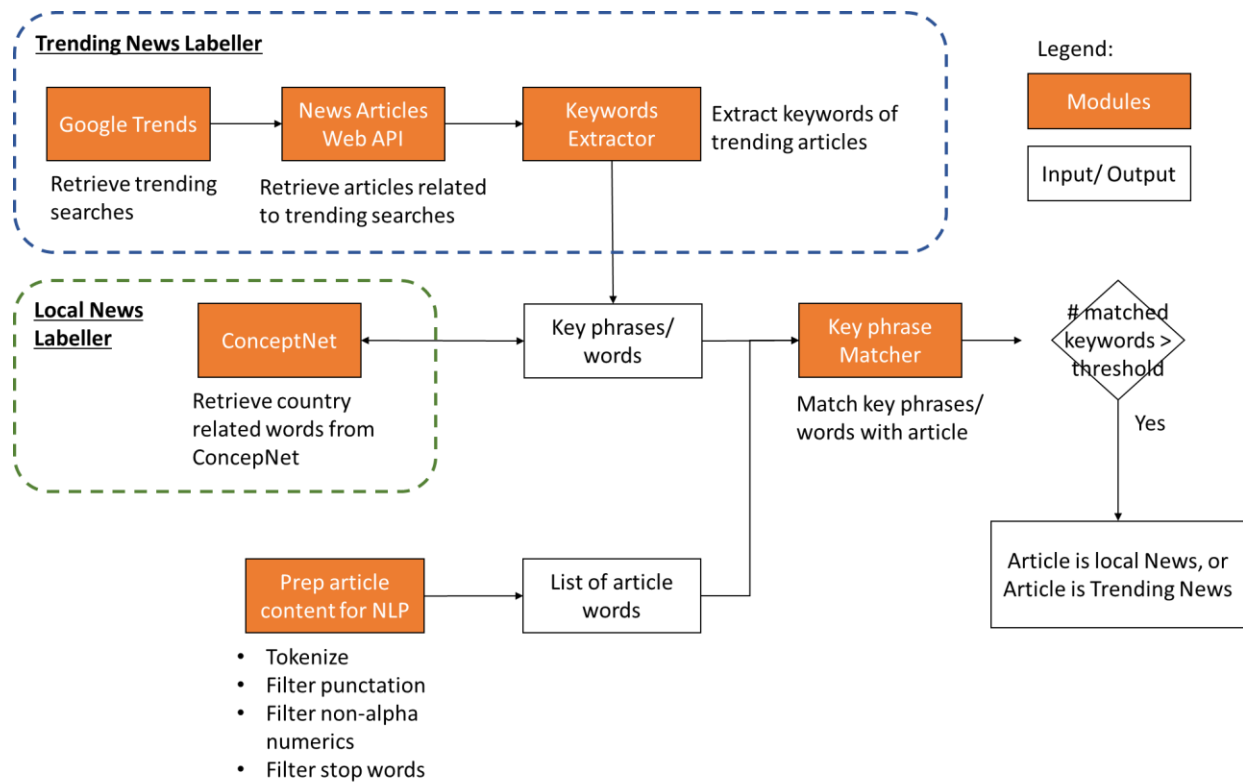 Trending News Labeller
Google Trends
Retrieve trending
searches
News Articles
Web API
Retrieve articles related
to trending searches
Keywords
Extractor
Extract keywords of
trending articles
Legend:
Modules
Input/ Output
Local News
Labeller
ConceptNet
Retrieve country
related words from
ConcepNet
Key phrases/
words
Key phrase
Matcher
Match key phrases/
words with article
# matched
keywords >
threshold
Yes
Prep article
content for NLP
• Tokenize
• Filter punctation
• Filter non-alpha
numerics
• Filter stop words
List of article
words
Article is local News, or
Article is Trending News